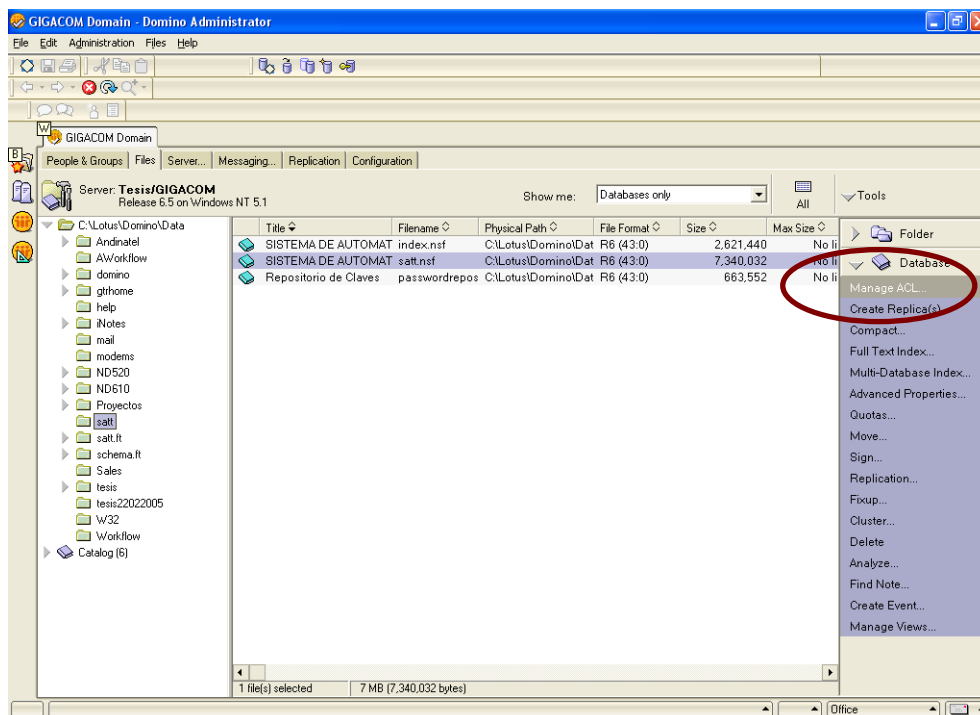 GIGACOM Domain - Domino Administrator
File Edit Administration Files Help
W
GIGACOM Domain
B
People & Groups Files Server... Messaging... Replication Configuration
Server: Tesis/GIGACOM
Release 6.5 on Windows NT 5.1
Show me: Databases only
All
Tools
C:\Lotus\Domino\Data
Andinatel
AWorkflow
domino
gtrhome
help
iNotes
mail
modems
ND520
ND610
Proyectos
satt
satt.ft
schema.ft
Sales
tesis
tesis22022005
W32
Workflow
Catalog (6)
Title Filename Physical Path File Format Size Max Size
SISTEMA DE AUTOMAT index.nsf C:\Lotus\Domino\Dat R6 (43:0) 2,621,440 No li
SISTEMA DE AUTOMAT satt.nsf C:\Lotus\Domino\Dat R6 (43:0) 7,340,032 No li
Repositorio de Claves passwordrepos C:\Lotus\Domino\Dat R6 (43:0) 663,552 No li
Folder
Database
Manage ACL...
Create Replica(s)
Compact...
Full Text Index...
Multi-Database Index...
Advanced Properties...
Quotas...
Move...
Sign...
Replication...
Fixup...
Cluster...
Delete
Analyze...
Find Note...
Create Event...
Manage Views...
1 file(s) selected 7 MB (7,340,032 bytes)
Office